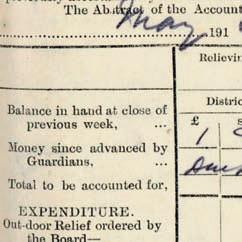 The Abstract of the Account
May 191
Relieving
Distric
£ s
Balance in hand at close of
previous week, ... 1
Money since advanced by
Guardians, ...
Total to be accounted for,
EXPENDITURE.
Out-door Relief ordered by
the Board—